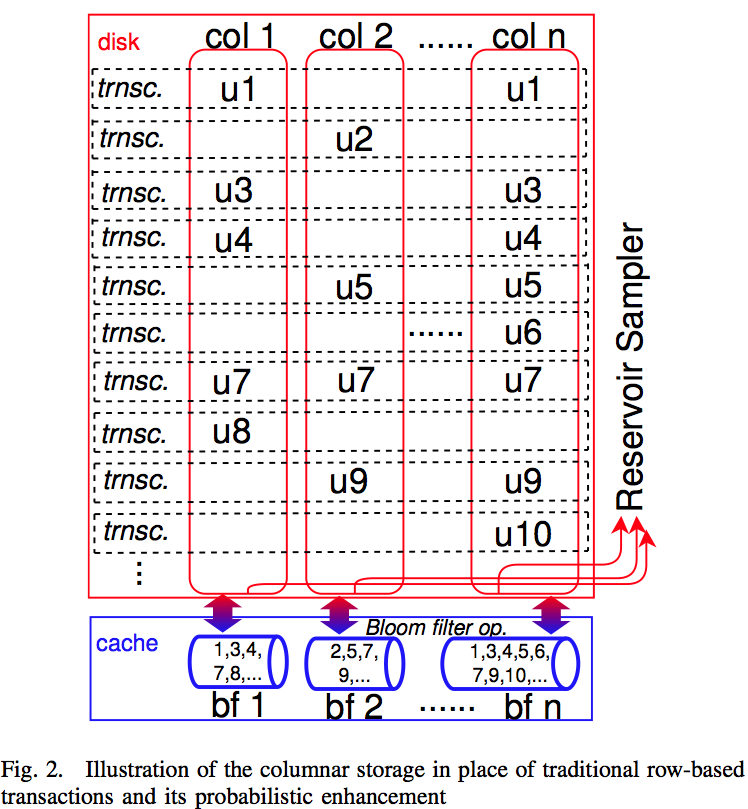 disk col 1 col 2 ...... col n
trnsc. u1 u1
trnsc. u2
trnsc. u3 u3
trnsc. u4 u4
trnsc. u5 u5
trnsc. ...... u6
trnsc. u7 u7 u7
trnsc. u8
trnsc. u9 u9
trnsc. u10
⋮
Reservoir Sampler
Bloom filter op.
cache
1,3,4, 2,5,7, 1,3,4,5,6,
7,8,... 9,... 7,9,10,...
bf 1 bf 2 ...... bf n
Fig. 2. Illustration of the columnar storage in place of traditional row-based
transactions and its probabilistic enhancement